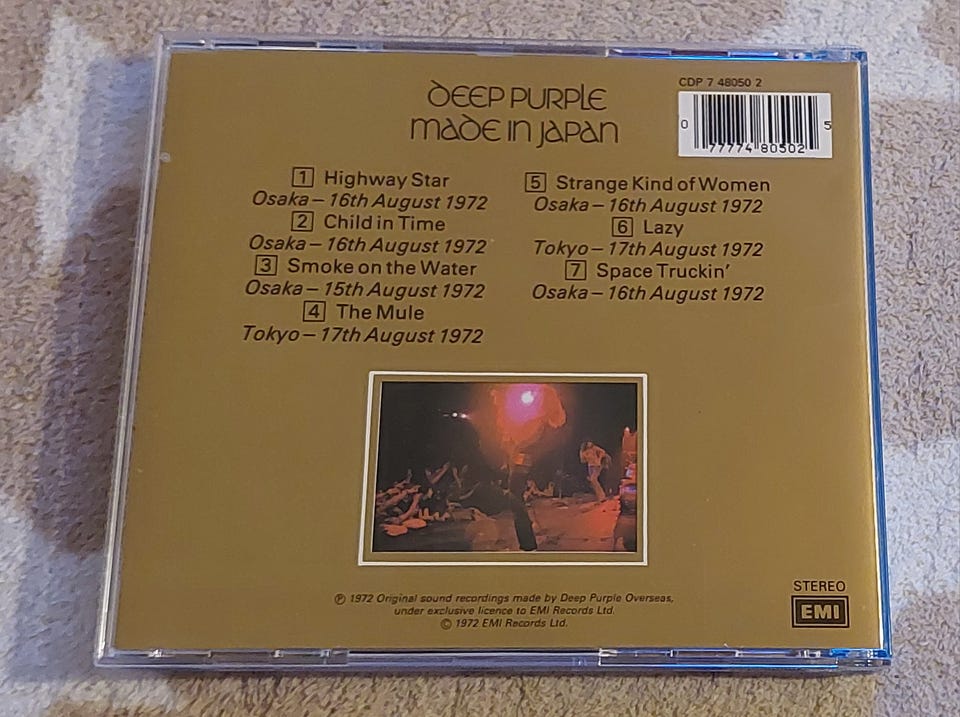 DEEP PURPLE
MADE IN JAPAN
CDP 7 48050 2
0 77774 80502 5
1 Highway Star
Osaka – 16th August 1972
2 Child in Time
Osaka – 16th August 1972
3 Smoke on the Water
Osaka – 15th August 1972
4 The Mule
Tokyo – 17th August 1972
5 Strange Kind of Women
Osaka – 16th August 1972
6 Lazy
Tokyo – 17th August 1972
7 Space Truckin'
Osaka – 16th August 1972
℗ 1972 Original sound recordings made by Deep Purple Overseas,
under exclusive licence to EMI Records Ltd.
© 1972 EMI Records Ltd.
STEREO
EMI